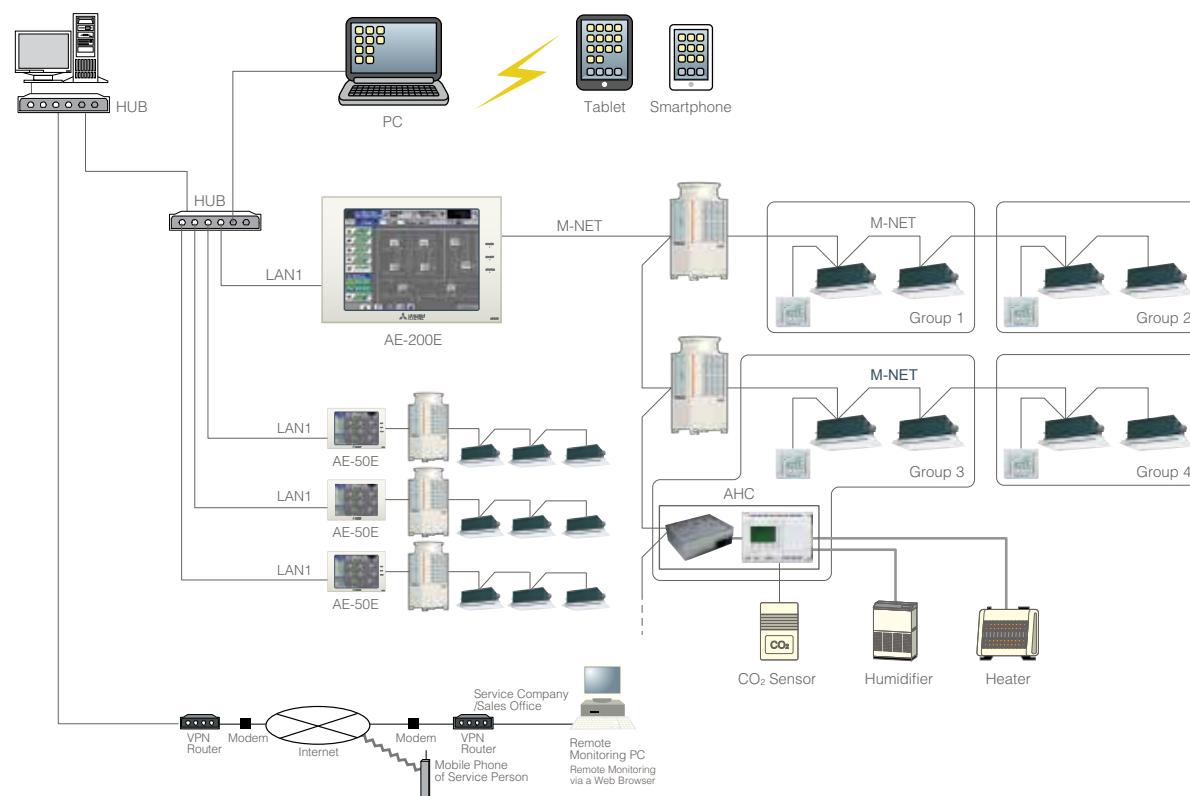 HUB
PC
Tablet
Smartphone
HUB
M-NET
M-NET
LAN1
Group 1
Group 2
AE-200E
M-NET
LAN1
AE-50E
Group 3
Group 4
LAN1
AHC
AE-50E
LAN1
AE-50E
CO₂
CO₂ Sensor
Humidifier
Heater
Service Company
/Sales Office
VPN
Router
Modem
Internet
Modem
VPN
Router
Remote
Monitoring PC
Remote Monitoring
via a Web Browser
Mobile Phone
of Service Person